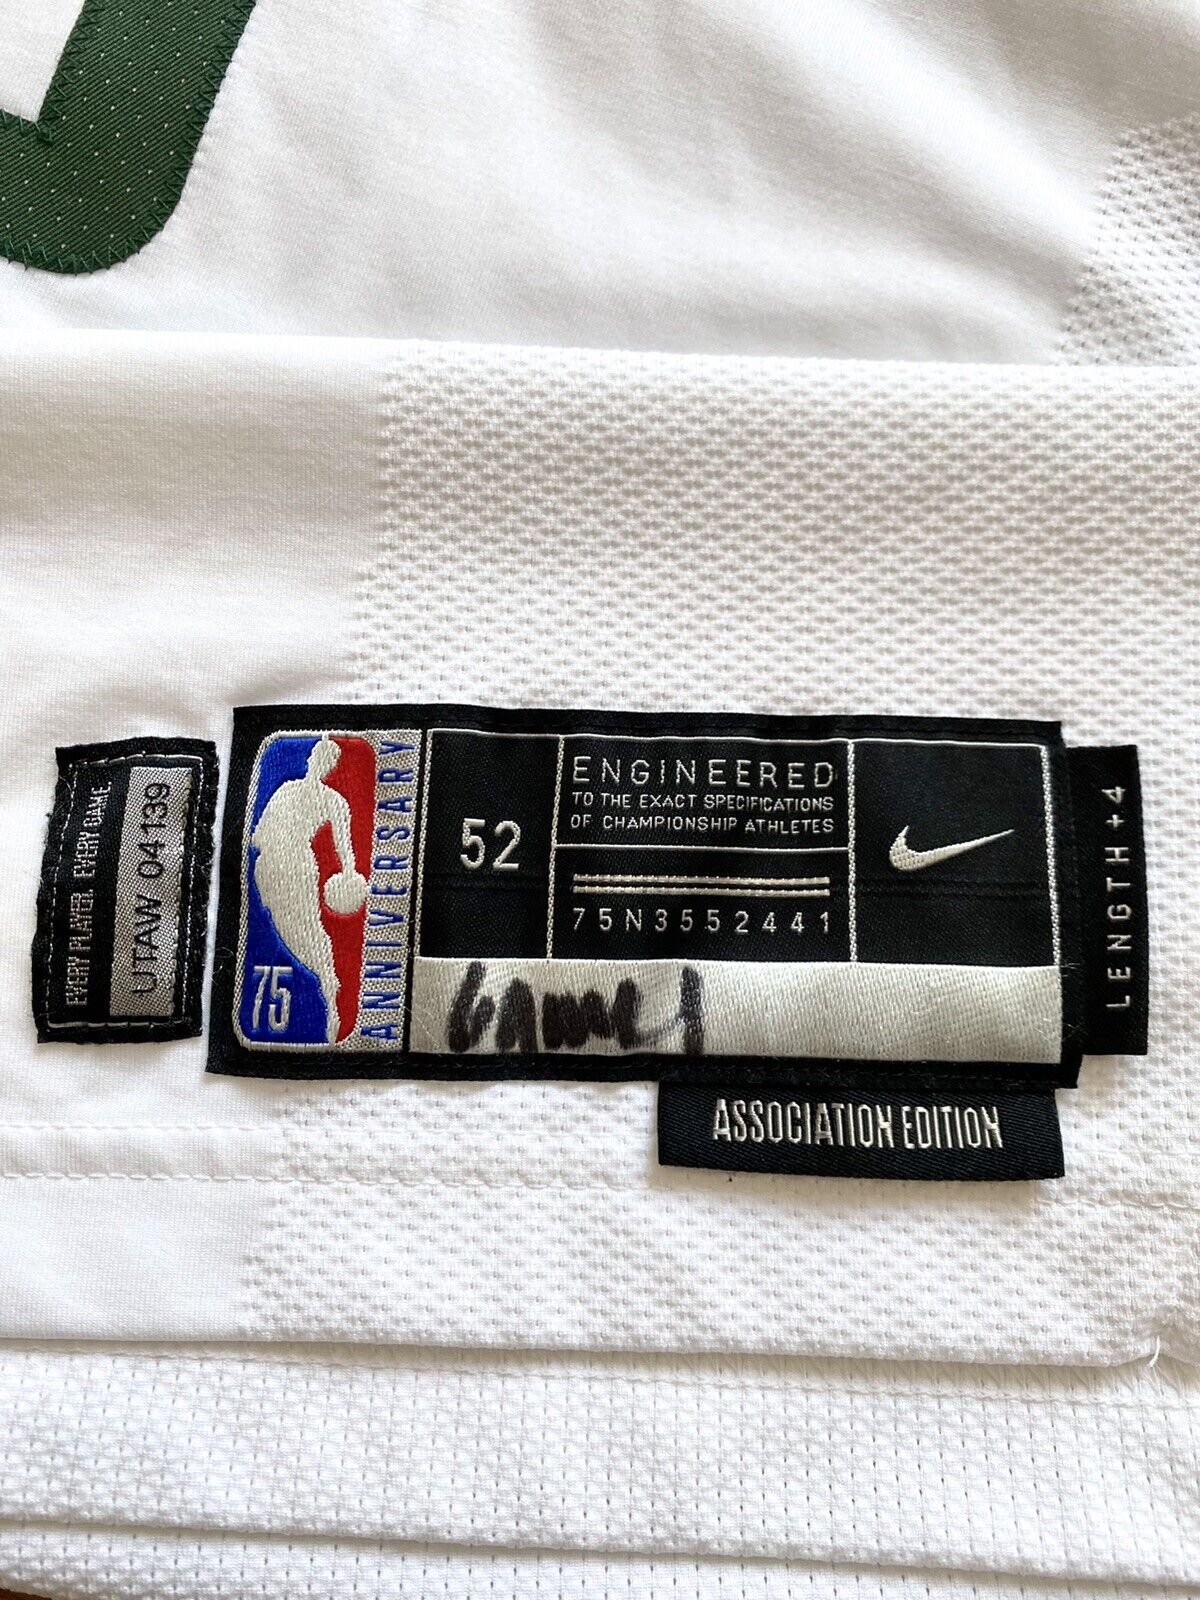 EVERY PLAYER. EVERY GAME.
UTAW 04139
75
ANNIVERSARY
52
ENGINEERED
TO THE EXACT SPECIFICATIONS
OF CHAMPIONSHIP ATHLETES
75N3552441
LENGTH+4
ASSOCIATION EDITION